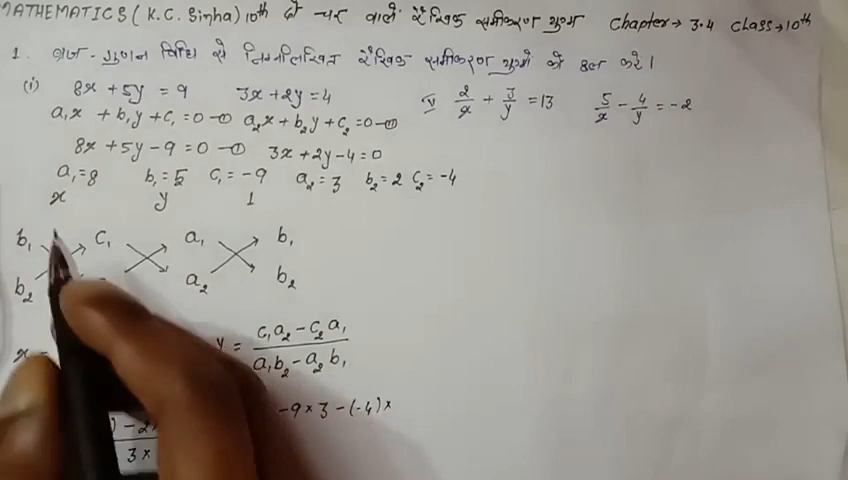 MATHEMATICS (K.C. Sinha) 10th दो चर वाले रैखिक समीकरण युग्म Chapter → 3.4 Class → 10th
1. वज्र-गुणन विधि से निम्नलिखित रैखिक समीकरण युग्मों को हल करें।
(i) 8x + 5y = 9 3x + 2y = 4
v 2/x + 3/y = 13 5/x - 4/y = -2
a₁x + b₁y + c₁ = 0 -① a₂x + b₂y + c₂ = 0 -⑪
8x + 5y - 9 = 0 -① 3x + 2y - 4 = 0
a₁ = 8 b₁ = 5 c₁ = -9 a₂ = 3 b₂ = 2 c₂ = -4
x y 1
b₁ c₁ a₁ b₁
b₂ a₂ b₂
x = y = (c₁a₂ - c₂a₁)/(a₁b₂ - a₂b₁)
-9 × 3 - (-4) ×
3 ×